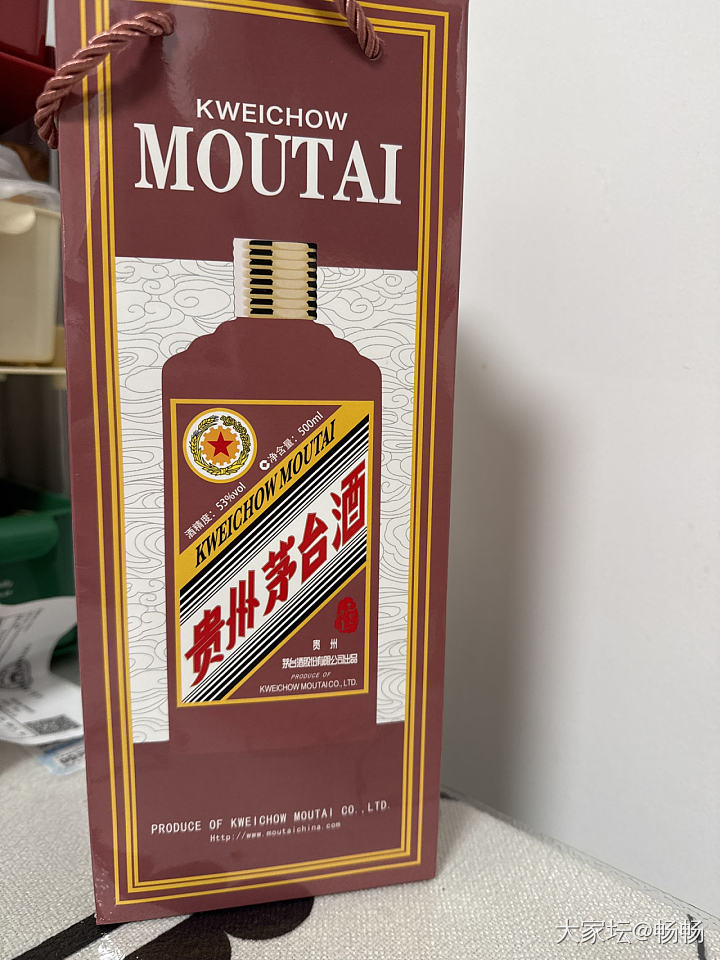 KWEICHOW
MOUTAI
净含量：500ml
酒精度：53%vol
KWEICHOW MOUTAI
贵州茅台酒
贵 州
茅台酒股份有限公司出品
PRODUCE OF
KWEICHOW MOUTAI CO., LTD.
PRODUCE OF KWEICHOW MOUTAI CO.,LTD.
Http://www.moutaichina.com
大家坛@畅畅